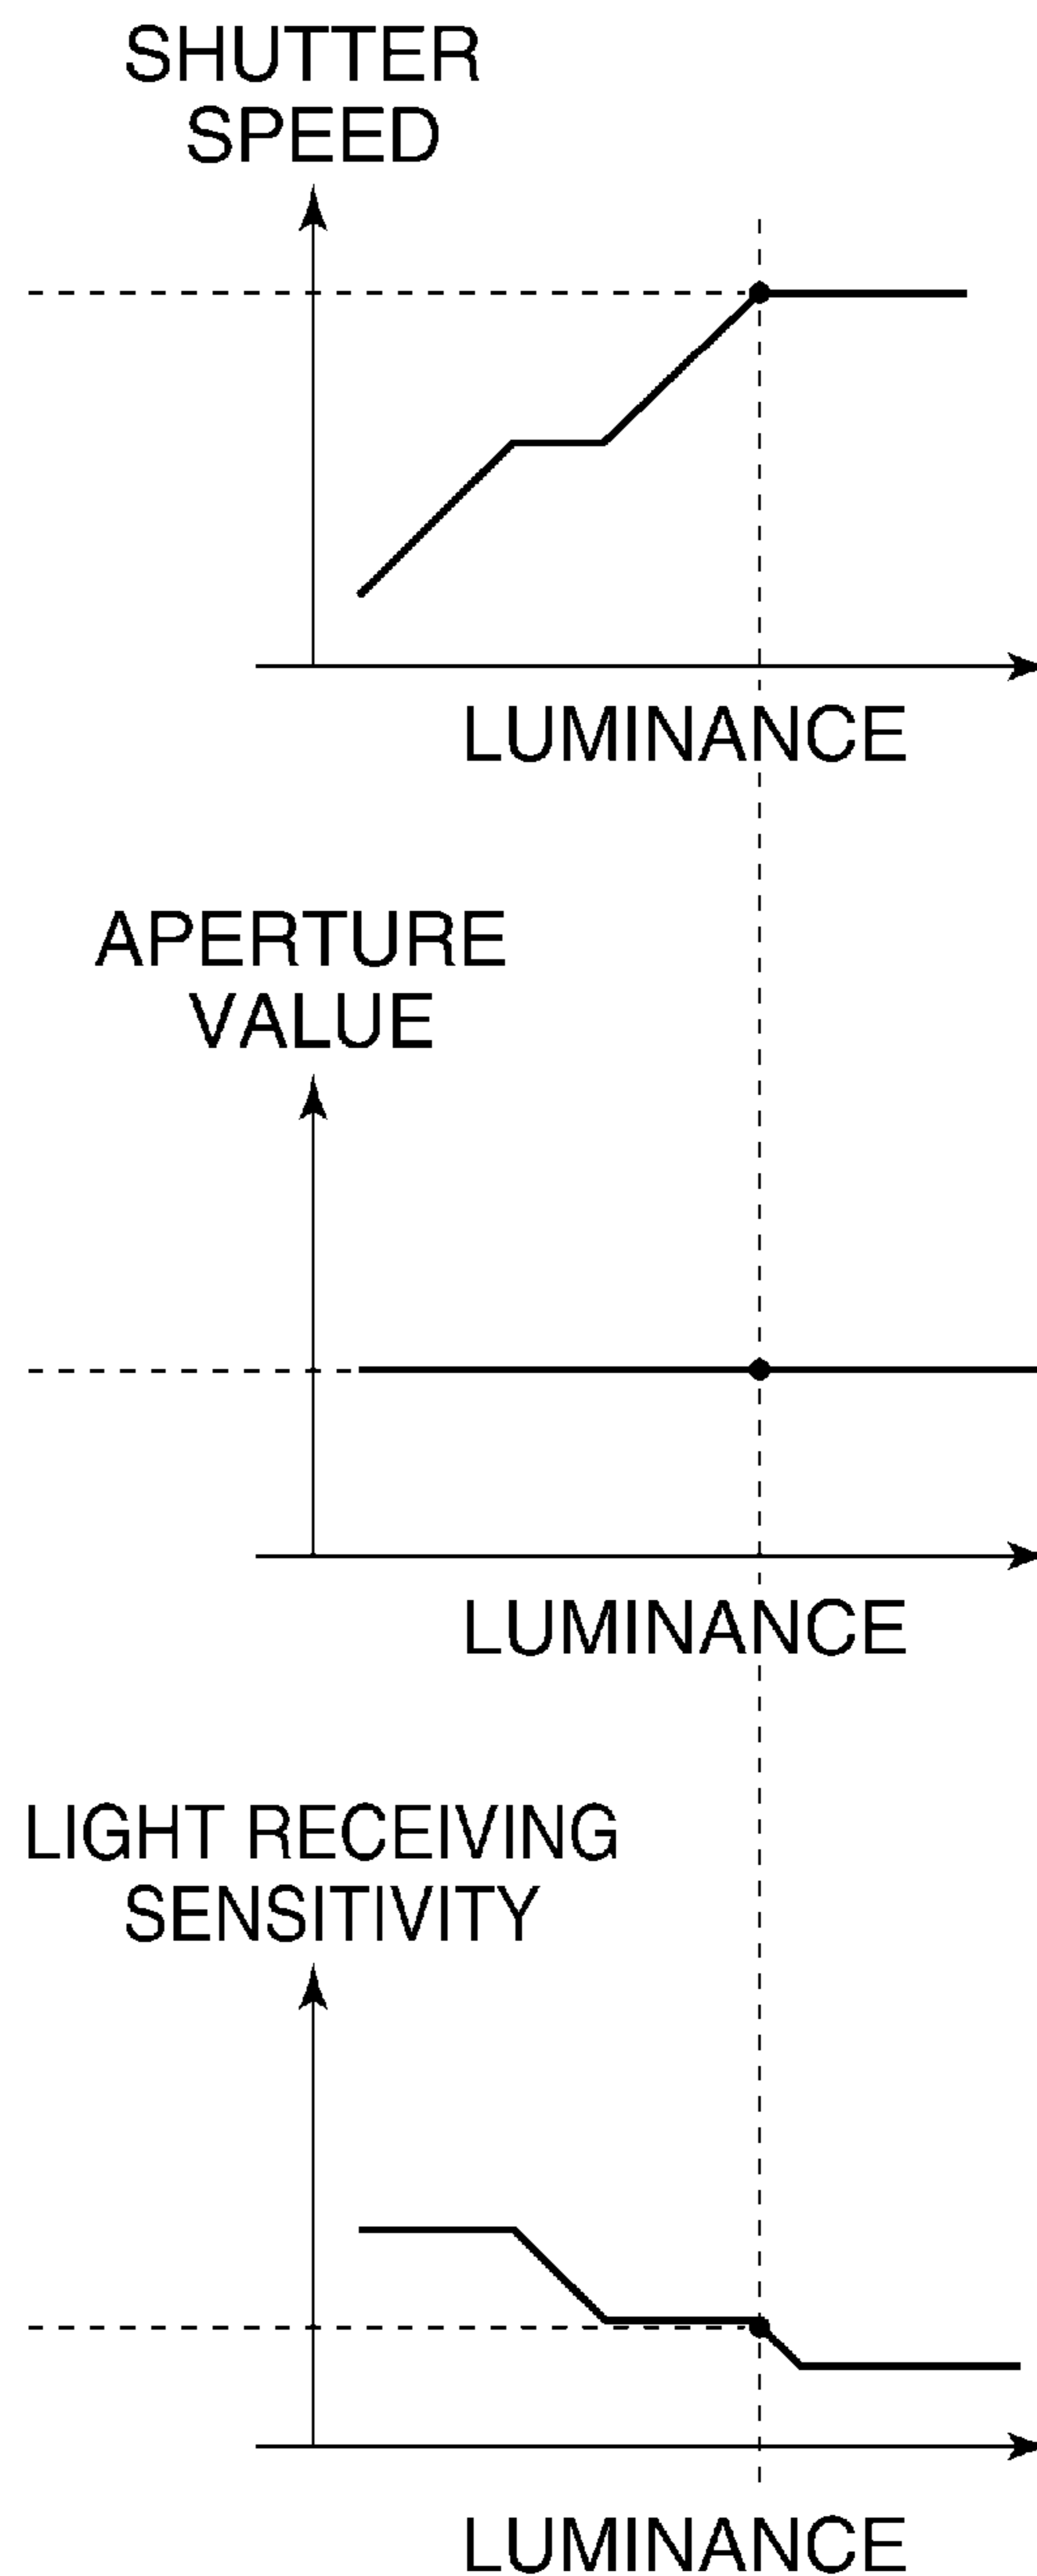 SHUTTER
SPEED
LUMINANCE
APERTURE
VALUE
LUMINANCE
LIGHT RECEIVING
SENSITIVITY
LUMINANCE